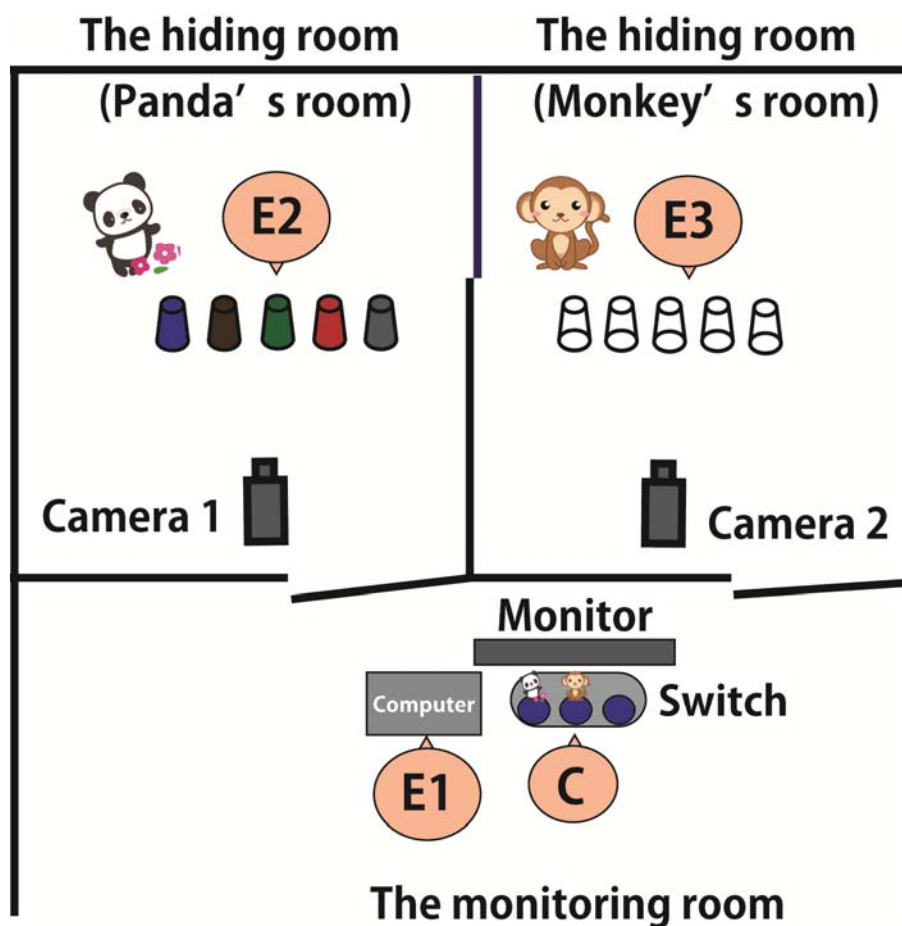 The hiding room
(Panda’ s room)
The hiding room
(Monkey’ s room)
E2
E3
Camera 1
Camera 2
Monitor
Computer
Switch
E1
C
The monitoring room